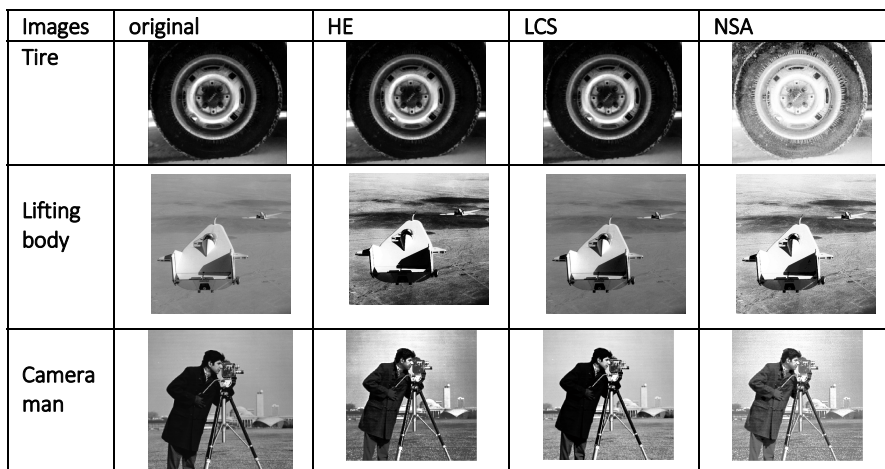 Images original HE LCS NSA
Tire
Lifting
body
Camera
man